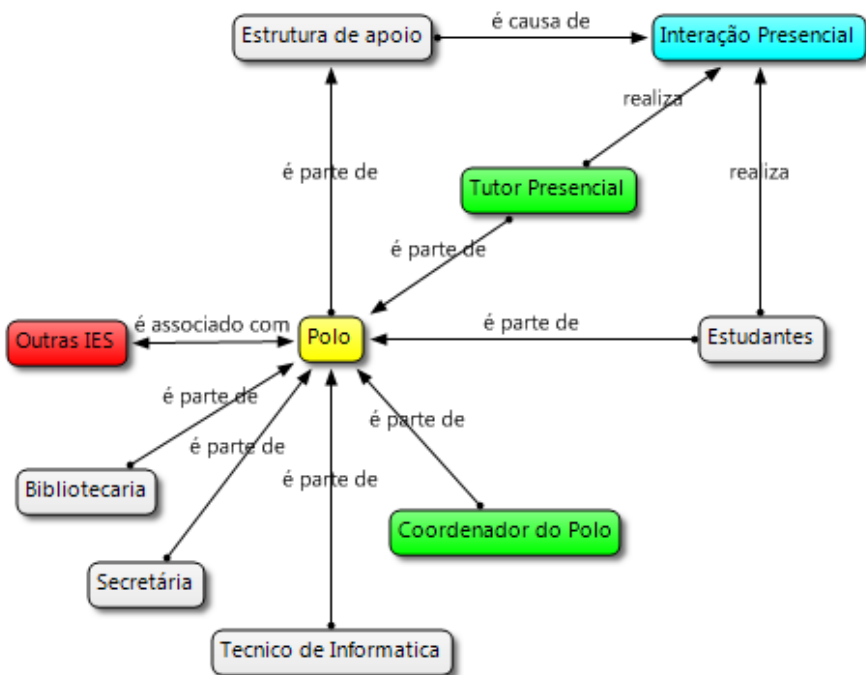 Estrutura de apoio
é causa de
Interação Presencial
realiza
é parte de
Tutor Presencial
realiza
é parte de
Outras IES
é associado com
Polo
é parte de
Estudantes
é parte de
é parte de
é parte de
é parte de
Bibliotecaria
Coordenador do Polo
Secretária
Tecnico de Informatica